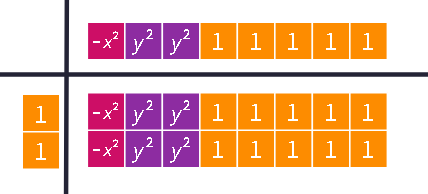 -x² y² y² 1 1 1 1 1
1 -x² y² y² 1 1 1 1 1
1 -x² y² y² 1 1 1 1 1